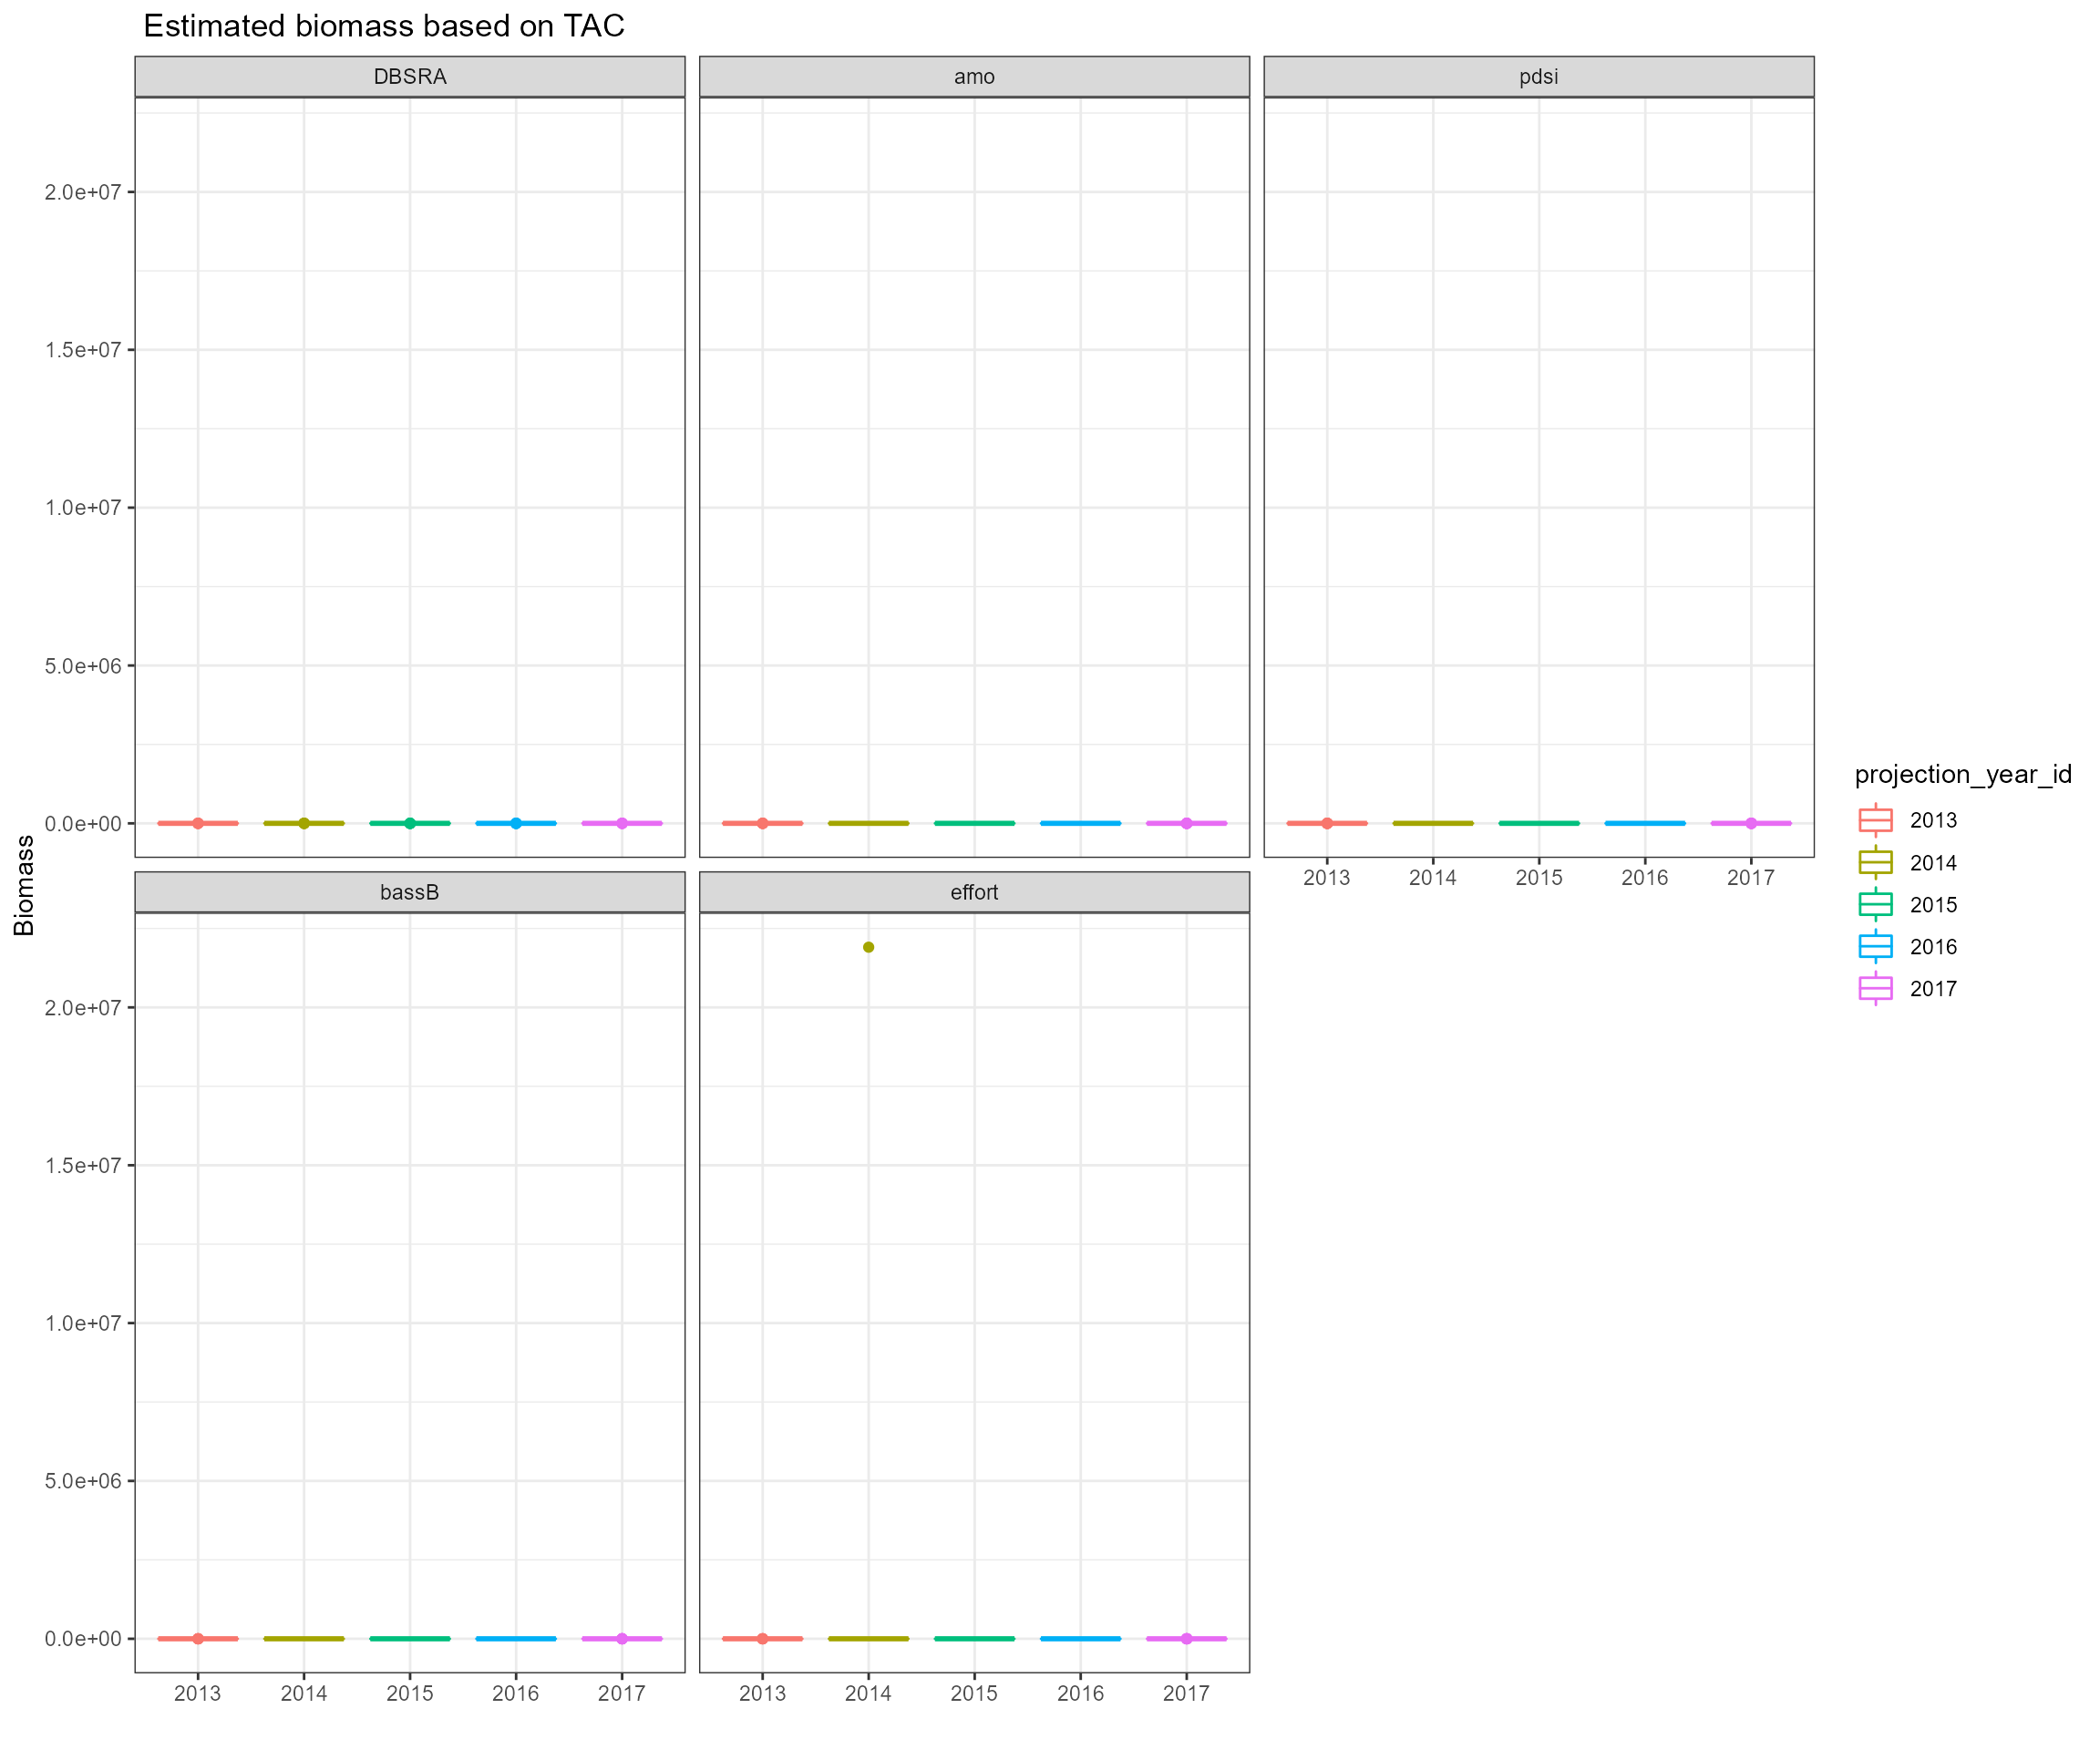 Estimated biomass based on TAC
DBSRA
amo
pdsi
2.0e+07
1.5e+07
1.0e+07
5.0e+06
0.0e+00
2013 2014 2015 2016 2017
Biomass
bassB
effort
2.0e+07
1.5e+07
1.0e+07
5.0e+06
0.0e+00
2013 2014 2015 2016 2017
2013 2014 2015 2016 2017
projection_year_id
2013
2014
2015
2016
2017